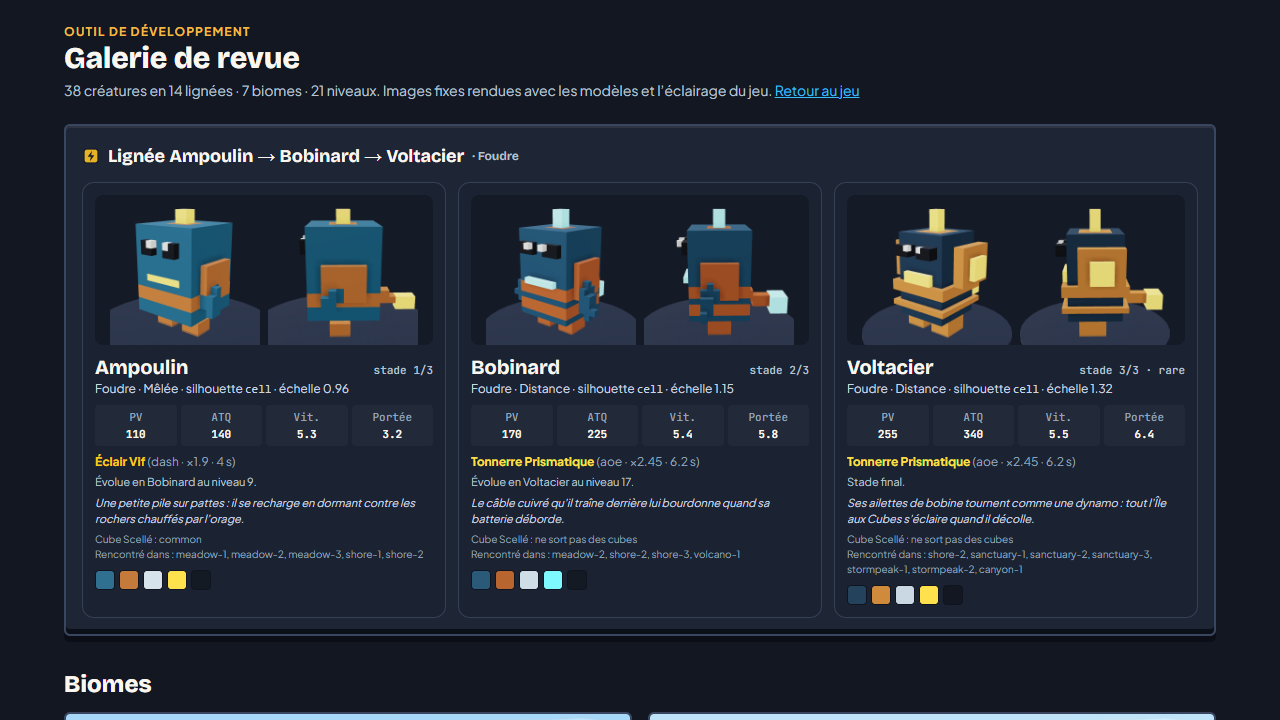 OUTIL DE DÉVELOPPEMENT
Galerie de revue
38 créatures en 14 lignées · 7 biomes · 21 niveaux. Images fixes rendues avec les modèles et l'éclairage du jeu. Retour au jeu
Lignée Ampoulin → Bobinard → Voltacier · Foudre
Ampoulin stade 1/3
Foudre · Mêlée · silhouette cell · échelle 0.96
PV ATQ Vit. Portée
110 140 5.3 3.2
Éclair Vif (dash · ×1.9 · 4 s)
Évolue en Bobinard au niveau 9.
Une petite pile sur pattes : il se recharge en dormant contre les
rochers chauffés par l'orage.
Cube Scellé : common
Rencontré dans : meadow-1, meadow-2, meadow-3, shore-1, shore-2
Bobinard stade 2/3
Foudre · Distance · silhouette cell · échelle 1.15
PV ATQ Vit. Portée
170 225 5.4 5.8
Tonnerre Prismatique (aoe · ×2.45 · 6.2 s)
Évolue en Voltacier au niveau 17.
Le câble cuivré qu'il traîne derrière lui bourdonne quand sa
batterie déborde.
Cube Scellé : ne sort pas des cubes
Rencontré dans : meadow-2, shore-2, shore-3, volcano-1
Voltacier stade 3/3 · rare
Foudre · Distance · silhouette cell · échelle 1.32
PV ATQ Vit. Portée
255 340 5.5 6.4
Tonnerre Prismatique (aoe · ×2.45 · 6.2 s)
Stade final.
Ses ailettes de bobine tournent comme une dynamo : tout l'Île
aux Cubes s'éclaire quand il décolle.
Cube Scellé : ne sort pas des cubes
Rencontré dans : shore-2, sanctuary-1, sanctuary-2, sanctuary-3,
stormpeak-1, stormpeak-2, canyon-1
Biomes